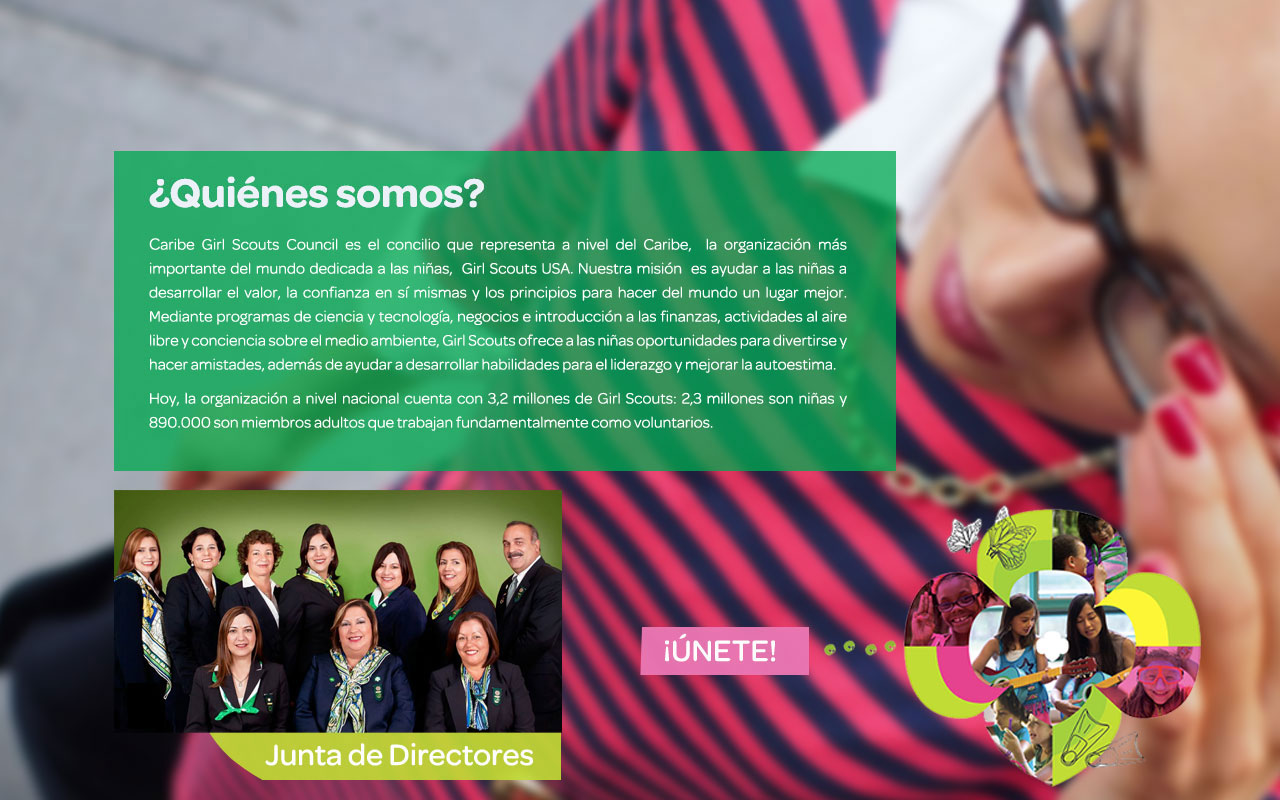 ¿Quiénes somos?
Caribe Girl Scouts Council es el concilio que representa a nivel del Caribe, la organización más
importante del mundo dedicada a las niñas, Girl Scouts USA. Nuestra misión es ayudar a las niñas a
desarrollar el valor, la confianza en sí mismas y los principios para hacer del mundo un lugar mejor.
Mediante programas de ciencia y tecnología, negocios e introducción a las finanzas, actividades al aire
libre y conciencia sobre el medio ambiente, Girl Scouts ofrece a las niñas oportunidades para divertirse y
hacer amistades, además de ayudar a desarrollar habilidades para el liderazgo y mejorar la autoestima.
Hoy, la organización a nivel nacional cuenta con 3,2 millones de Girl Scouts: 2,3 millones son niñas y
890.000 son miembros adultos que trabajan fundamentalmente como voluntarios.
¡ÚNETE!
Junta de Directores